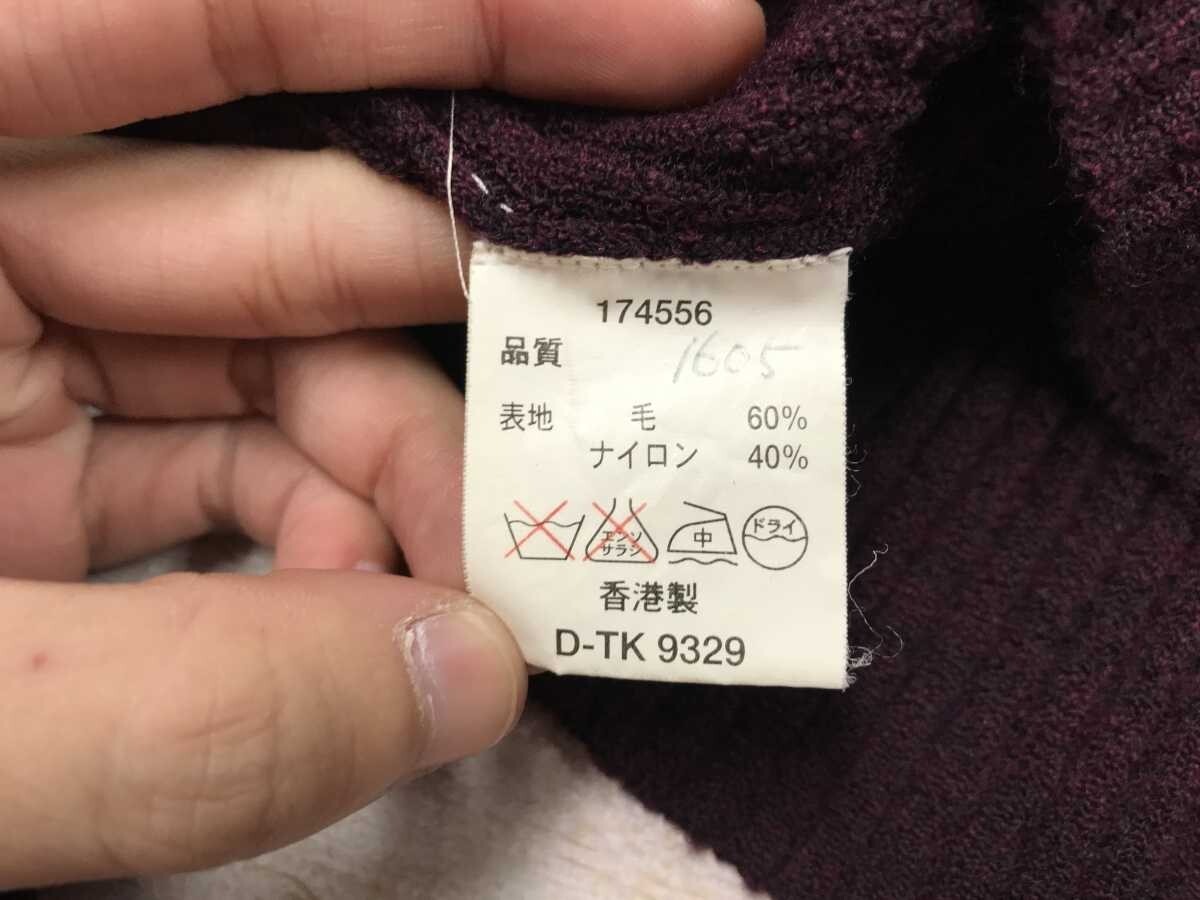 174556
品質 1605
表地 毛 60%
ナイロン 40%
エンソ サラシ 中 ドライ
香港製
D-TK 9329